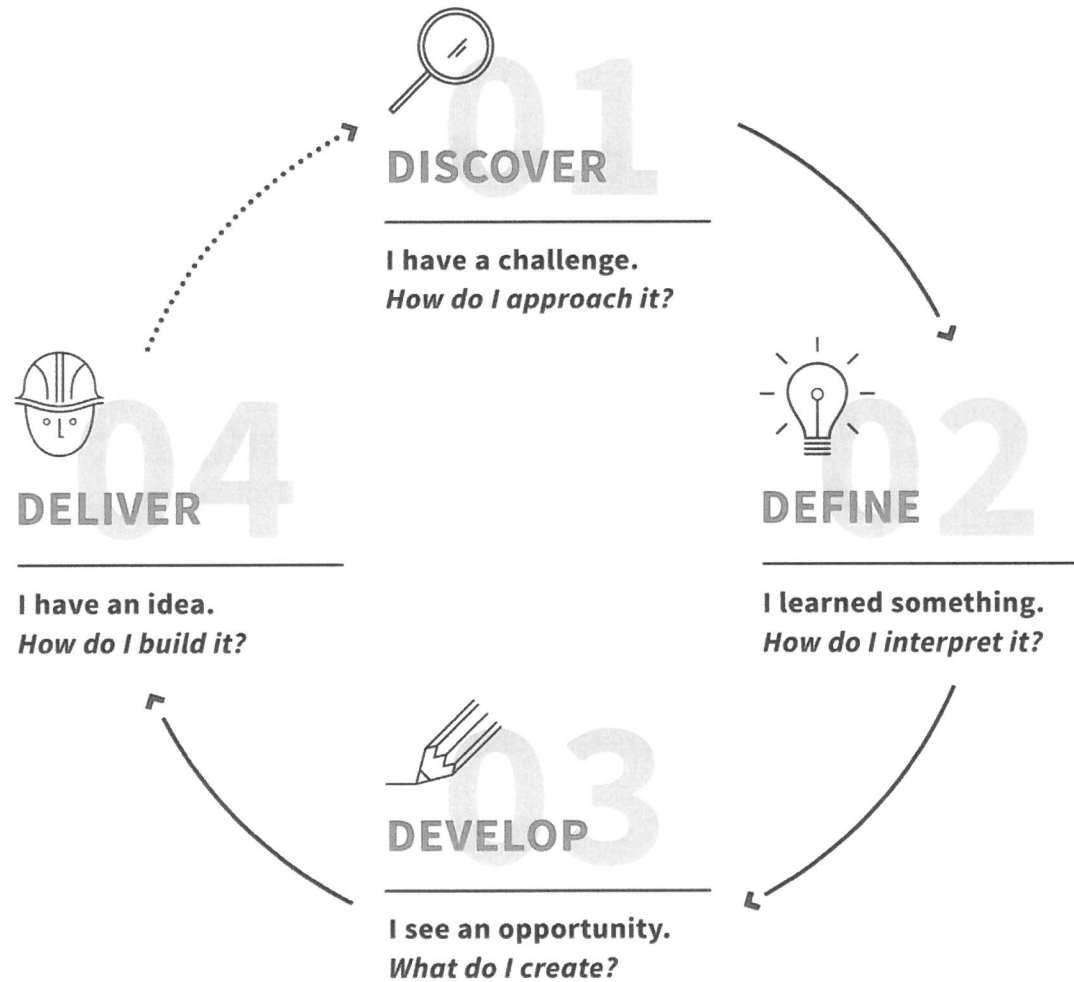 01
DISCOVER
I have a challenge.
How do I approach it?
02
DEFINE
I learned something.
How do I interpret it?
03
DEVELOP
I see an opportunity.
What do I create?
04
DELIVER
I have an idea.
How do I build it?